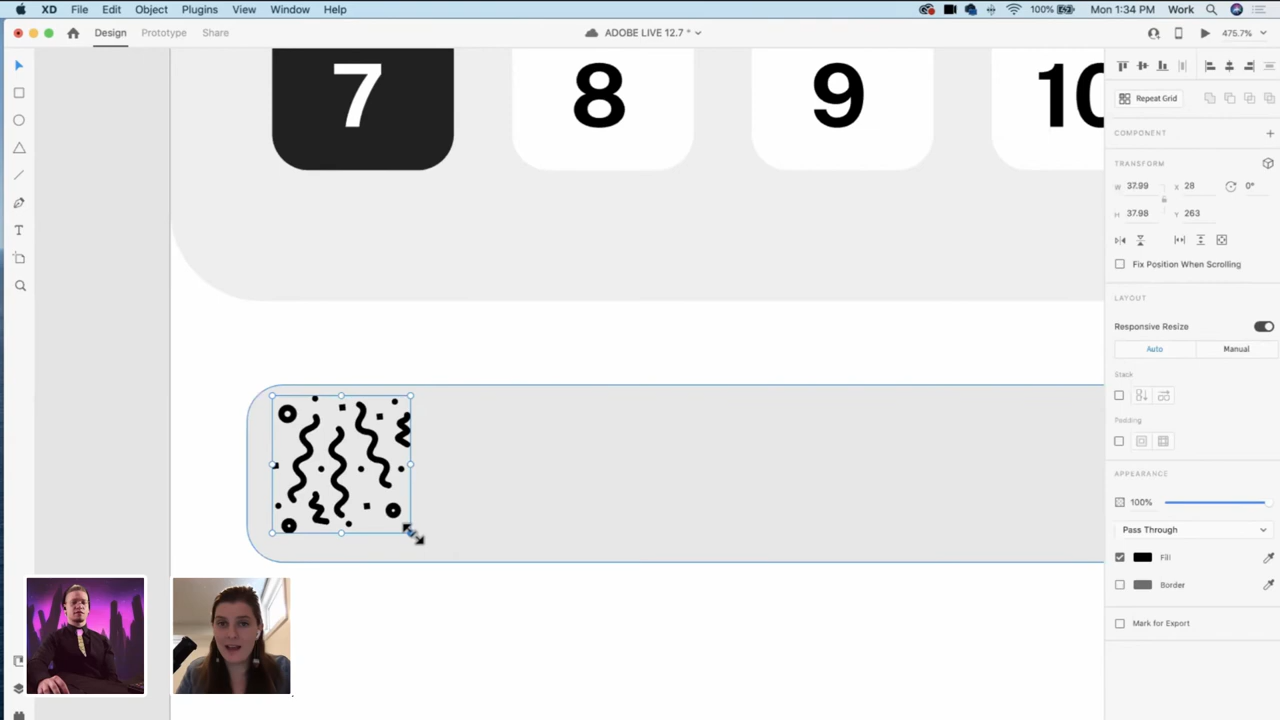 XD File Edit Object Plugins View Window Help 100% Mon 1:34 PM Work
Design Prototype Share ADOBE LIVE 12.7 * 475.7%
7 8 9 10
Repeat Grid
COMPONENT
TRANSFORM
W 37.99 X 28 0°
H 37.98 Y 263
Fix Position When Scrolling
LAYOUT
Responsive Resize
Auto Manual
Stack
Padding
APPEARANCE
100%
Pass Through
Fill
Border
Mark for Export
T